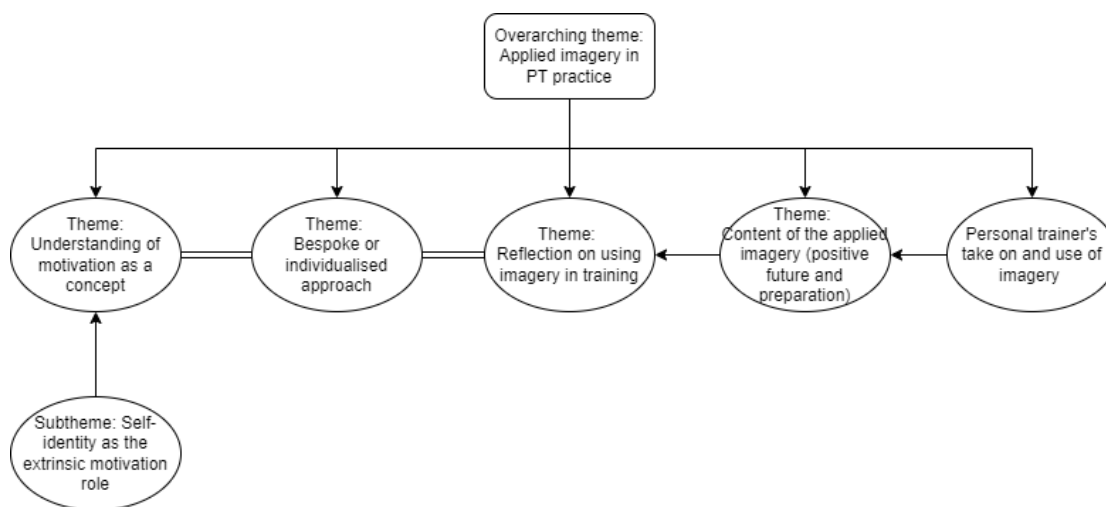 Overarching theme:
Applied imagery in
PT practice
Theme:
Understanding of
motivation as a
concept
Theme:
Bespoke or
individualised
approach
Theme:
Reflection on using
imagery in training
Theme:
Content of the applied
imagery (positive
future and
preparation)
Personal trainer's
take on and use of
imagery
Subtheme: Self-
identity as the
extrinsic motivation
role